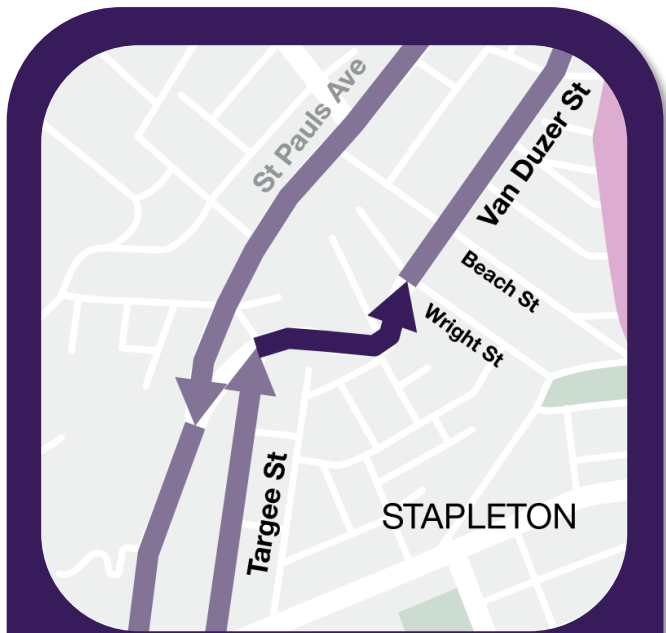 St Pauls Ave
Van Duzer St
Beach St
Wright St
Targee St
STAPLETON